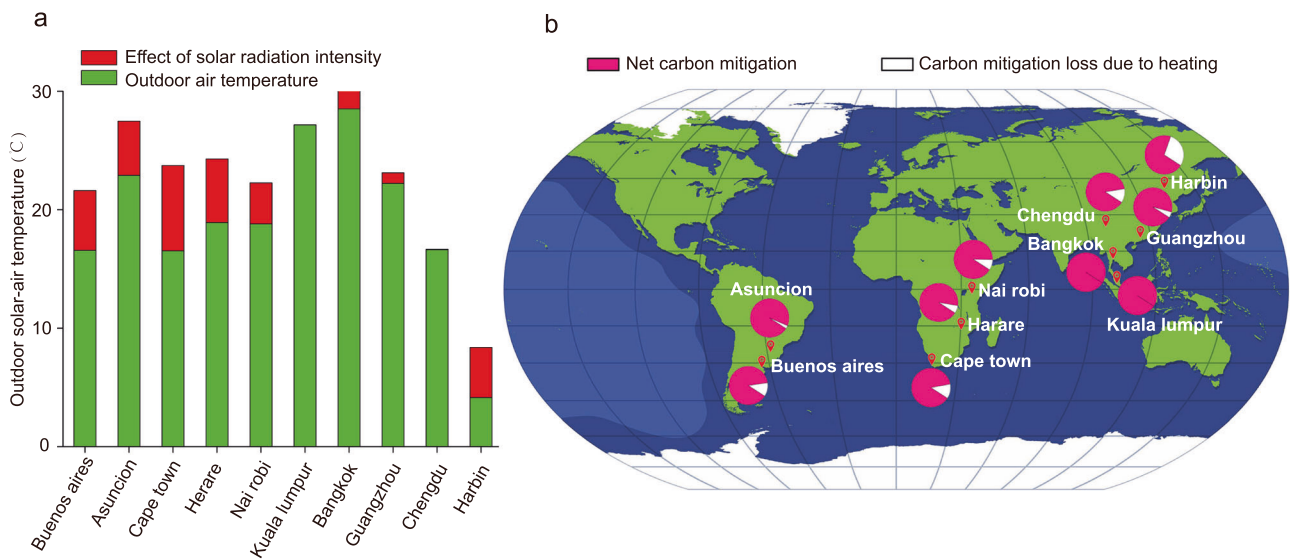 a
Effect of solar radiation intensity
Outdoor air temperature
Outdoor solar-air temperature (℃)
30
20
10
0
Buenos aires
Asuncion
Cape town
Herare
Nai robi
Kuala lumpur
Bangkok
Guangzhou
Chengdu
Harbin
b
Net carbon mitigation
Carbon mitigation loss due to heating
Harbin
Chengdu
Guangzhou
Bangkok
Nai robi
Asuncion
Harare
Kuala lumpur
Cape town
Buenos aires